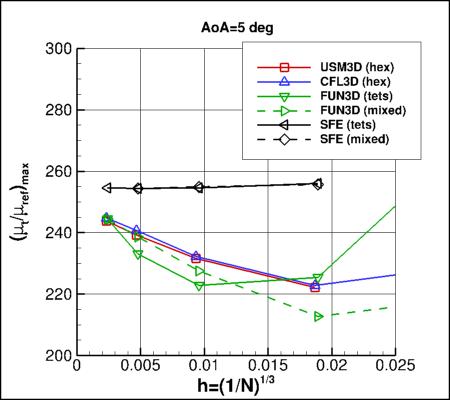 AoA=5 deg
USM3D (hex)
CFL3D (hex)
FUN3D (tets)
FUN3D (mixed)
SFE (tets)
SFE (mixed)
(μt/μref)max
300
280
260
240
220
200
0 0.005 0.01 0.015 0.02 0.025
h=(1/N)^1/3